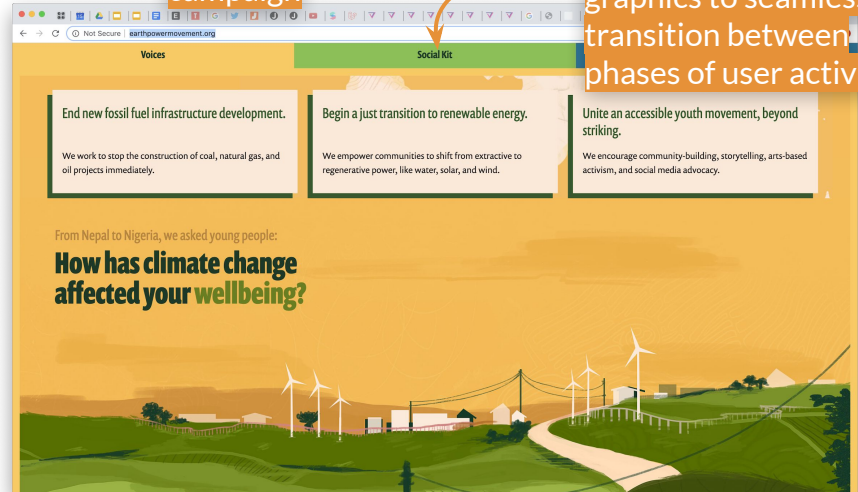 graphics to
transition between
phases of user
Not Secure
earthpowermovement.org
Voices
Social Kit
End new fossil fuel infrastructure development.
We work to stop the construction of coal, natural gas, and
oil projects immediately.
Begin a just transition to renewable energy.
We empower communities to shift from extractive to
regenerative power, like water, solar, and wind.
Unite an accessible youth movement, beyond
striking.
We encourage community-building, storytelling, arts-based
activism, and social media advocacy.
From Nepal to Nigeria, we asked young people:
How has climate change
affected your wellbeing?